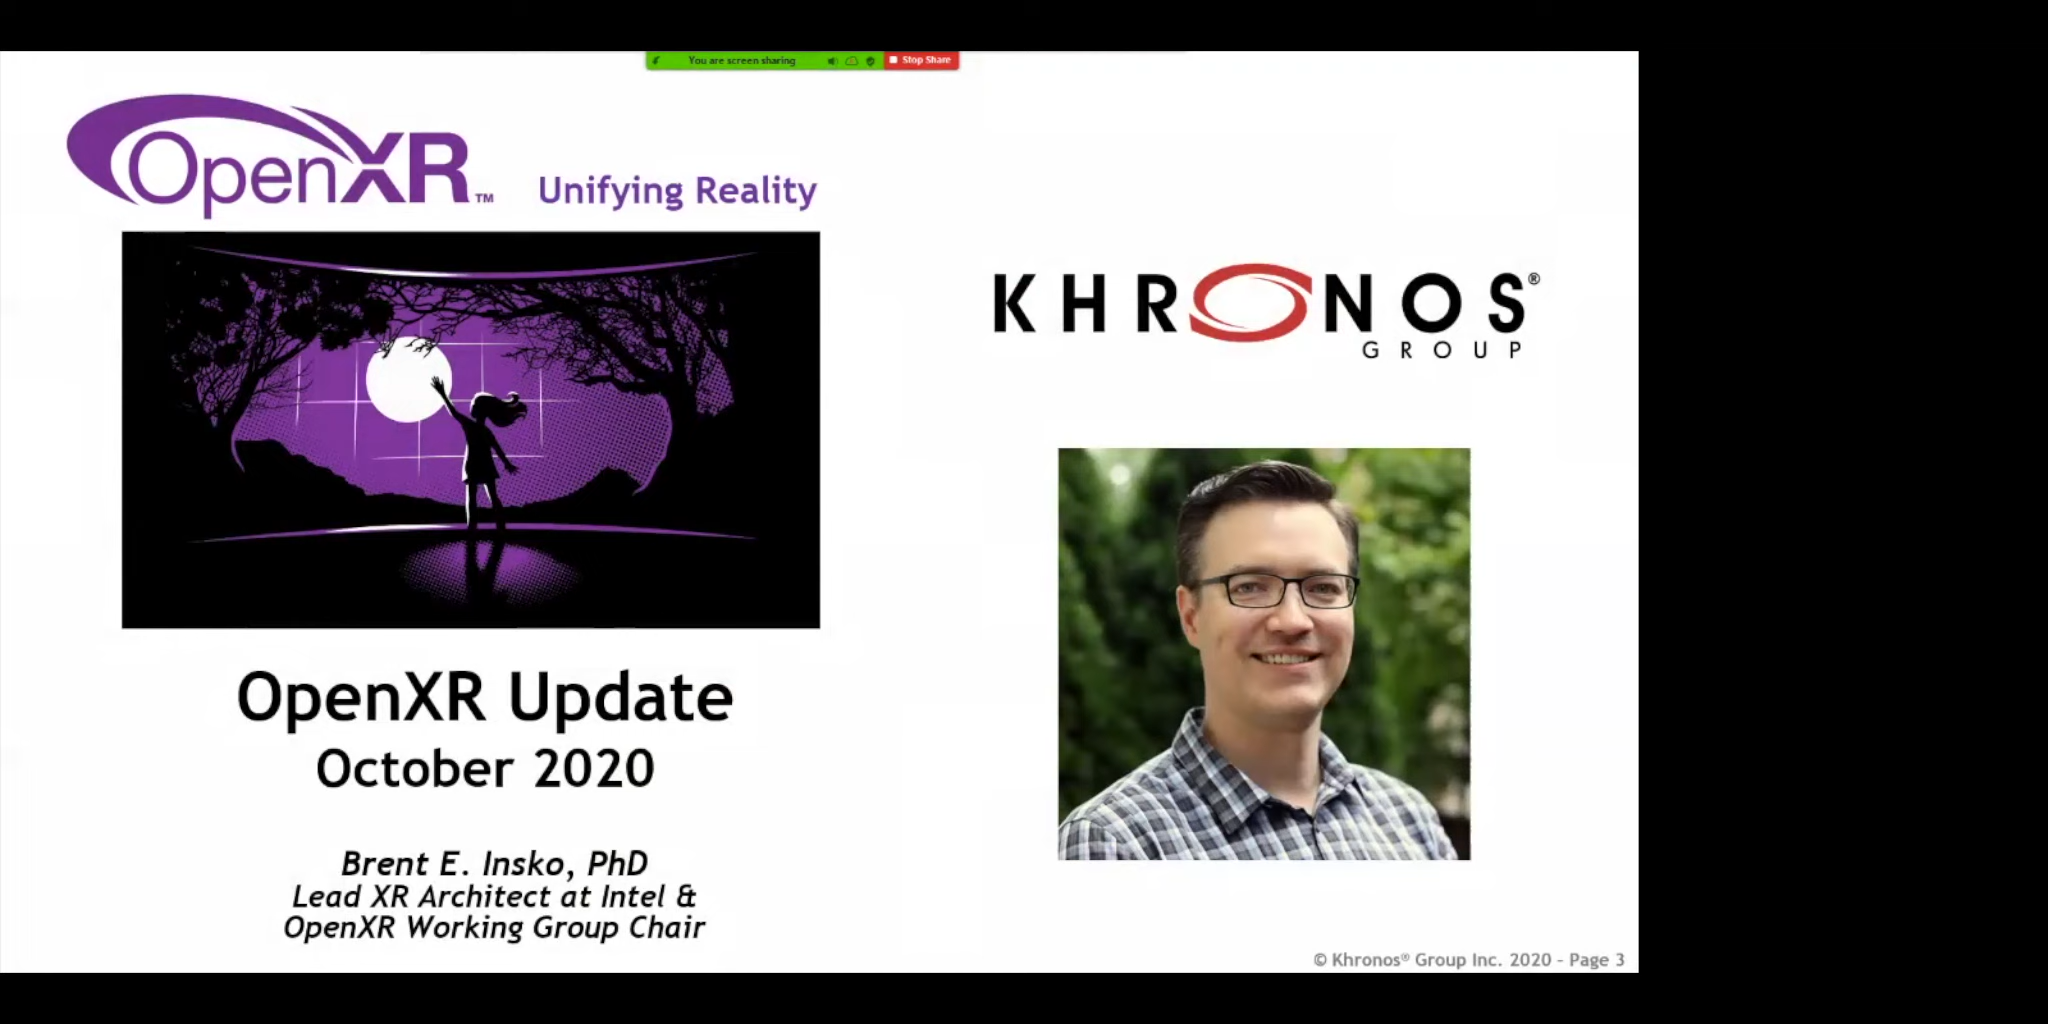 You are screen sharing
Stop Share
OpenXR™
Unifying Reality
KHRONOS®
GROUP
OpenXR Update
October 2020
Brent E. Insko, PhD
Lead XR Architect at Intel &
OpenXR Working Group Chair
© Khronos® Group Inc. 2020 - Page 3